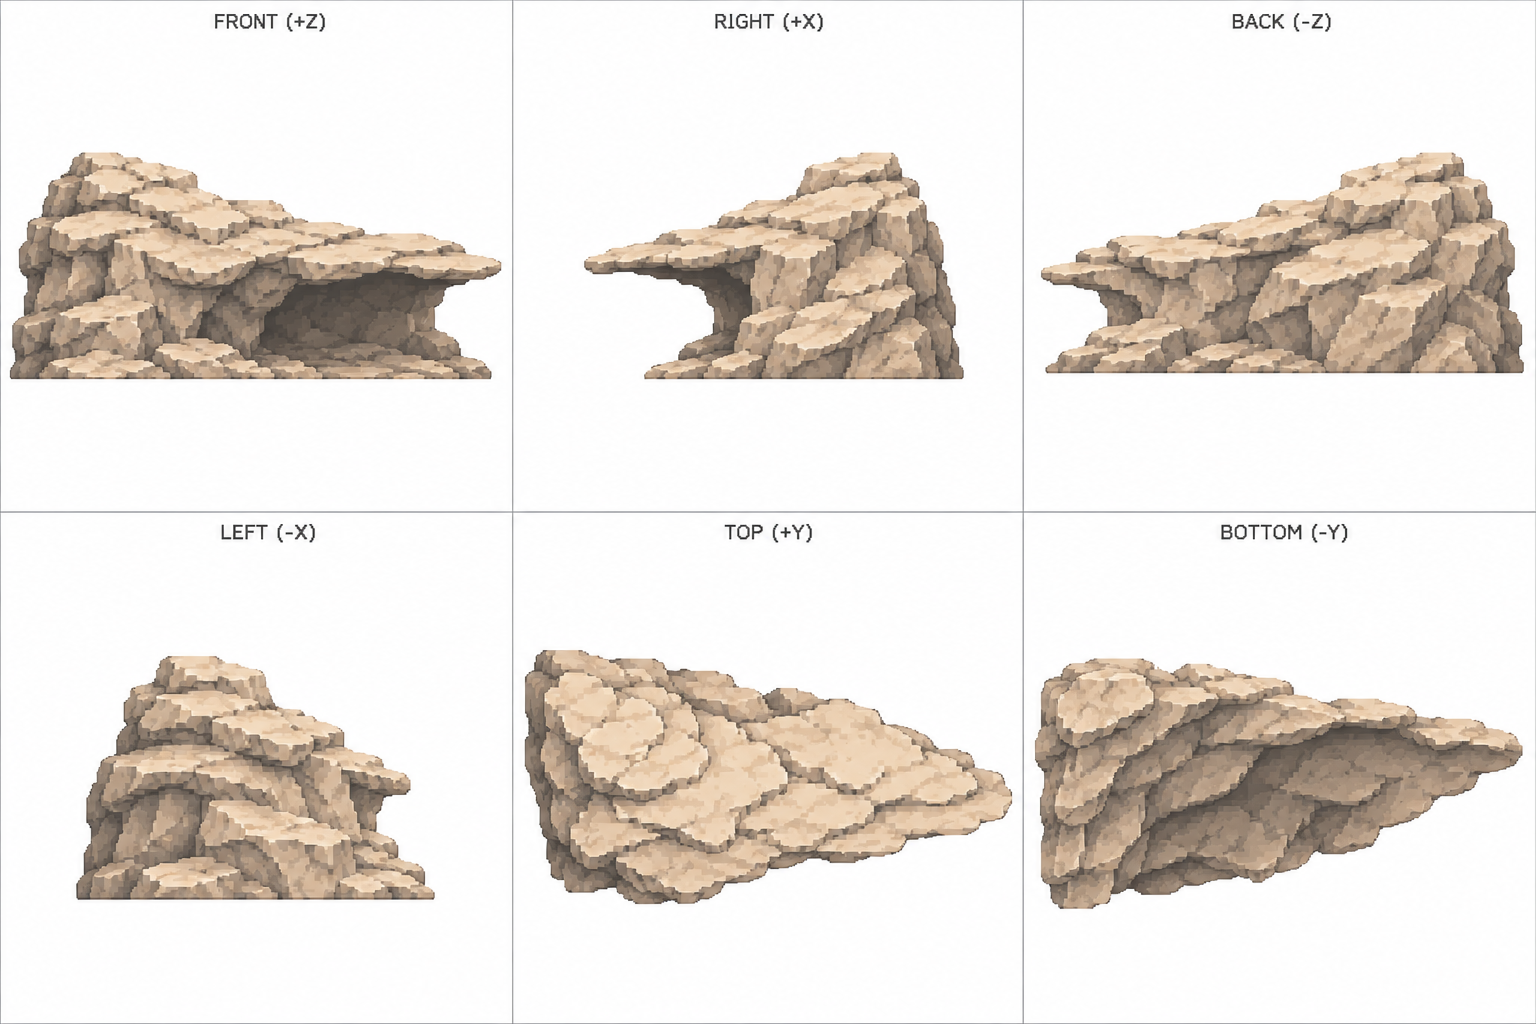 FRONT (+Z)
RIGHT (+X)
BACK (-Z)
LEFT (-X)
TOP (+Y)
BOTTOM (-Y)